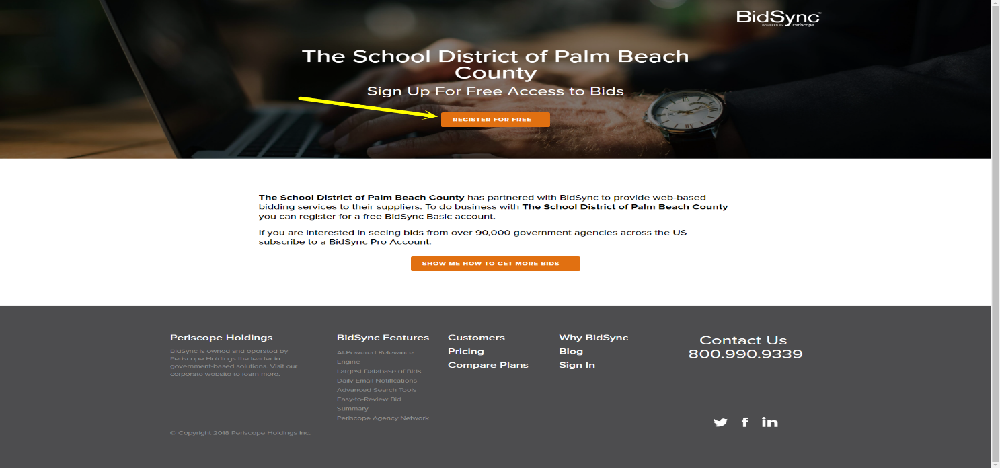 BidSync™
POWERED BY Periscope
The School District of Palm Beach
County
Sign Up For Free Access to Bids
REGISTER FOR FREE
The School District of Palm Beach County has partnered with BidSync to provide web-based
bidding services to their suppliers. To do business with The School District of Palm Beach County
you can register for a free BidSync Basic account.
If you are interested in seeing bids from over 90,000 government agencies across the US
subscribe to a BidSync Pro Account.
SHOW ME HOW TO GET MORE BIDS
Periscope Holdings
BidSync is owned and operated by
Periscope Holdings the leader in
government-based solutions. Visit our
corporate website to learn more.
© Copyright 2018 Periscope Holdings Inc.
BidSync Features
AI-Powered Relevance
Engine
Largest Database of Bids
Daily Email Notifications
Advanced Search Tools
Easy-to-Review Bid
Summary
Periscope Agency Network
Customers
Pricing
Compare Plans
Why BidSync
Blog
Sign In
Contact Us
800.990.9339